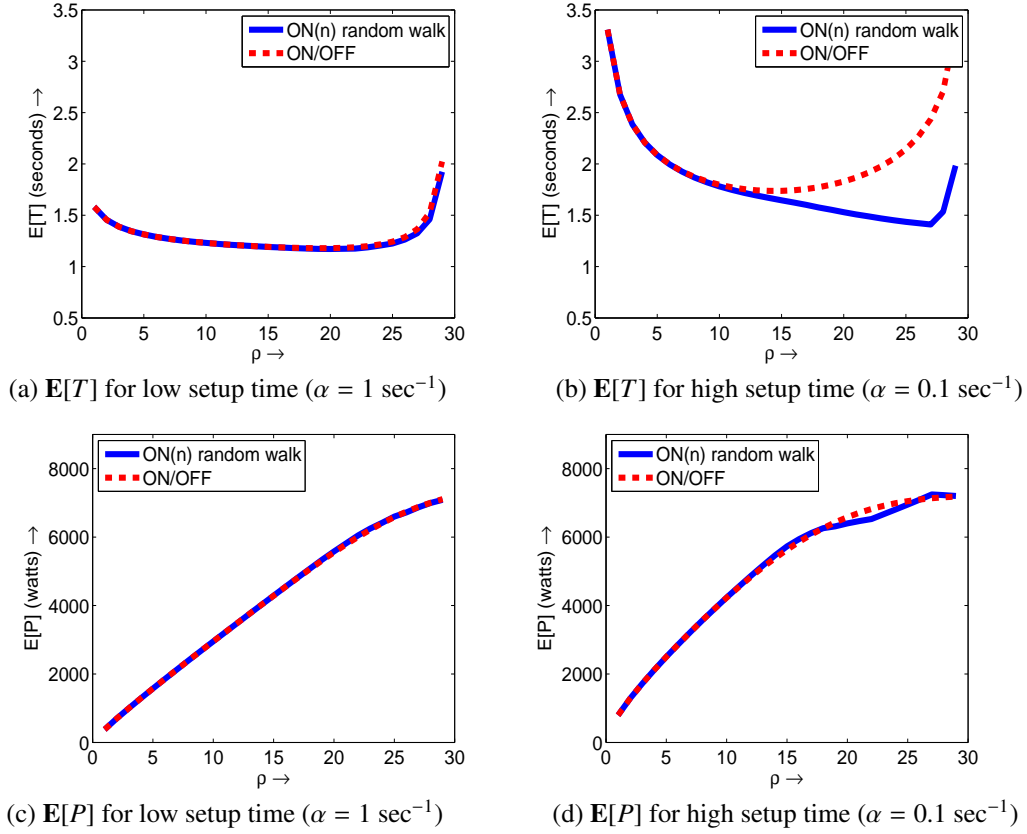 3.5
3
2.5
2
1.5
1
0.5
0 5 10 15 20 25 30
E[T] (seconds) →
ρ →
ON(n) random walk
ON/OFF
(a) E[T] for low setup time (α = 1 sec⁻¹)
3.5
3
2.5
2
1.5
1
0.5
0 5 10 15 20 25 30
E[T] (seconds) →
ρ →
ON(n) random walk
ON/OFF
(b) E[T] for high setup time (α = 0.1 sec⁻¹)
8000
6000
4000
2000
0
0 5 10 15 20 25 30
E[P] (watts) →
ρ →
ON(n) random walk
ON/OFF
(c) E[P] for low setup time (α = 1 sec⁻¹)
8000
6000
4000
2000
0
0 5 10 15 20 25 30
E[P] (watts) →
ρ →
ON(n) random walk
ON/OFF
(d) E[P] for high setup time (α = 0.1 sec⁻¹)